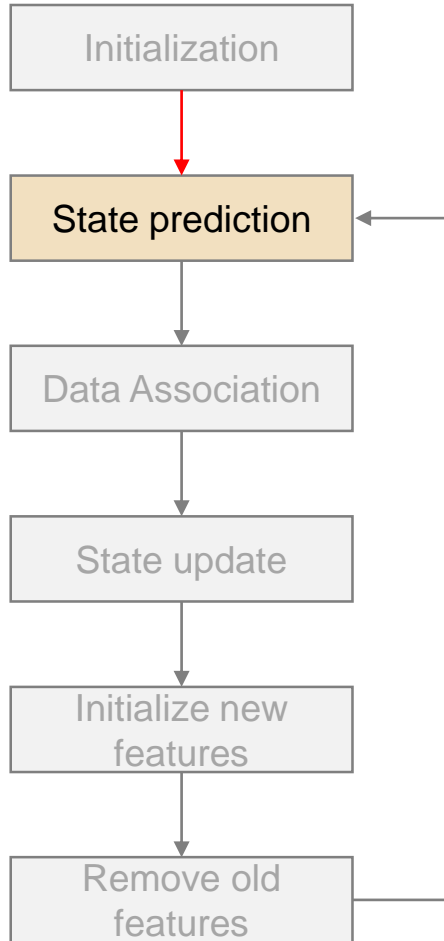 Initialization
State prediction
Data Association
State update
Initialize new
features
Remove old
features